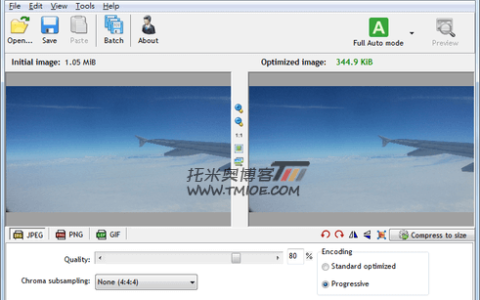 File Edit View Tools Help
Open... Save Paste Batch About
A
Full Auto mode Preview
Initial image: 1.05 MiB Optimized image: 344.9 KiB
1:1
托米奥博客 TM
WWW.TMIOE.COM
JPEG PNG GIF Compress to size
Quality: 80 %
Encoding
Standard optimized
Chroma subsampling: None (4:4:4)
Progressive